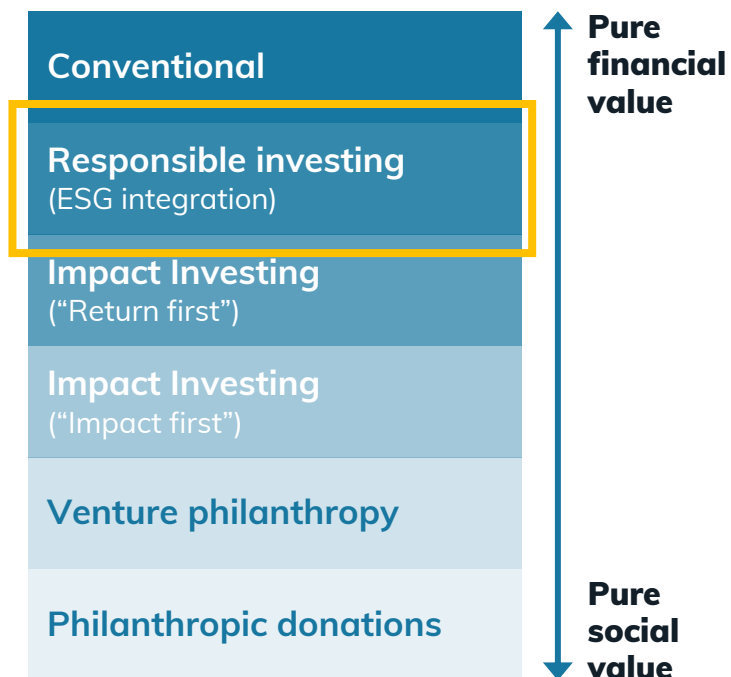 Conventional
Pure
financial
value
Responsible investing
(ESG integration)
Impact Investing
(“Return first”)
Impact Investing
(“Impact first”)
Venture philanthropy
Philanthropic donations
Pure
social
value